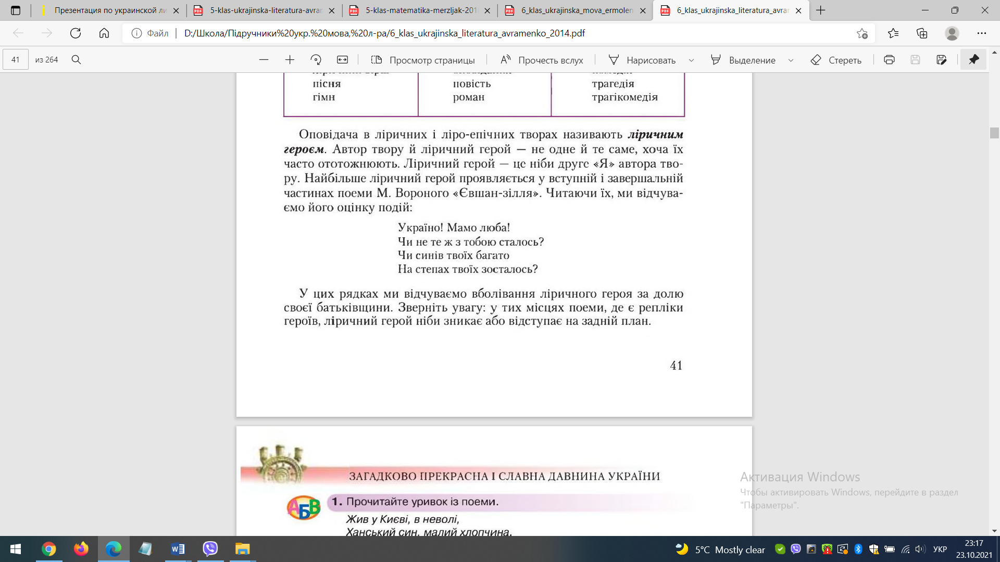 Презентация по украинской ли
5-klas-ukrajinska-literatura-avram
5-klas-matematika-merzljak-201
6_klas_ukrajinska_mova_ermolen
6_klas_ukrajinska_literatura_avram
Файл
D:/Школа/Підручники%20укр.%20мова,%20л-ра/6_klas_ukrajinska_literatura_avramenko_2014.pdf
41 из 264
Просмотр страницы
Прочесть вслух
Нарисовать
Выделение
Стереть
пісня повість трагедія
гімн роман трагікомедія
Оповідача в ліричних і ліро-епічних творах називають ліричним
героєм. Автор твору й ліричний герой — не одне й те саме, хоча їх
часто ототожнюють. Ліричний герой — це ніби друге «Я» автора тво-
ру. Найбільше ліричний герой проявляється у вступній і завершальній
частинах поеми М. Вороного «Євшан-зілля». Читаючи їх, ми відчува-
ємо його оцінку подій:
Україно! Мамо люба!
Чи не те ж з тобою сталось?
Чи синів твоїх багато
На степах твоїх зосталось?
У цих рядках ми відчуваємо вболівання ліричного героя за долю
своєї батьківщини. Зверніть увагу: у тих місцях поеми, де є репліки
героїв, ліричний герой ніби зникає або відступає на задній план.
41
ЗАГАДКОВО ПРЕКРАСНА І СЛАВНА ДАВНИНА УКРАЇНИ
АБВ
1. Прочитайте уривок із поеми.
Жив у Києві, в неволі,
Ханський син, малий хлопчина,
Активация Windows
Чтобы активировать Windows, перейдите в раздел
"Параметры".
5°C Mostly clear
УКР
23:17
23.10.2021